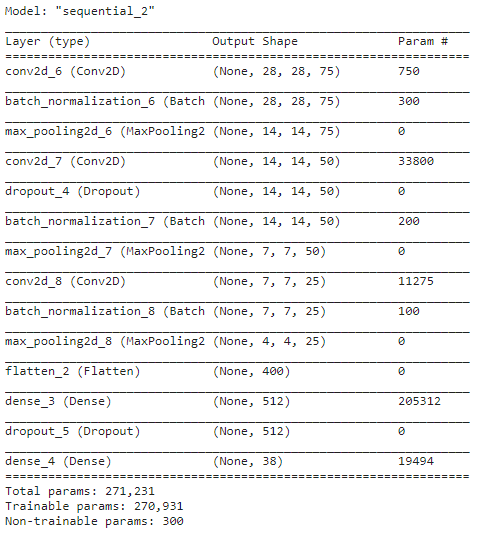 Model: "sequential_2"
_________________________________________________________________
Layer (type)                 Output Shape              Param #
=================================================================
conv2d_6 (Conv2D)            (None, 28, 28, 75)        750
_________________________________________________________________
batch_normalization_6 (Batch (None, 28, 28, 75)        300
_________________________________________________________________
max_pooling2d_6 (MaxPooling2 (None, 14, 14, 75)        0
_________________________________________________________________
conv2d_7 (Conv2D)            (None, 14, 14, 50)        33800
_________________________________________________________________
dropout_4 (Dropout)          (None, 14, 14, 50)        0
_________________________________________________________________
batch_normalization_7 (Batch (None, 14, 14, 50)        200
_________________________________________________________________
max_pooling2d_7 (MaxPooling2 (None, 7, 7, 50)          0
_________________________________________________________________
conv2d_8 (Conv2D)            (None, 7, 7, 25)          11275
_________________________________________________________________
batch_normalization_8 (Batch (None, 7, 7, 25)          100
_________________________________________________________________
max_pooling2d_8 (MaxPooling2 (None, 4, 4, 25)          0
_________________________________________________________________
flatten_2 (Flatten)          (None, 400)               0
_________________________________________________________________
dense_3 (Dense)              (None, 512)               205312
_________________________________________________________________
dropout_5 (Dropout)          (None, 512)               0
_________________________________________________________________
dense_4 (Dense)              (None, 38)                19494
=================================================================
Total params: 271,231
Trainable params: 270,931
Non-trainable params: 300